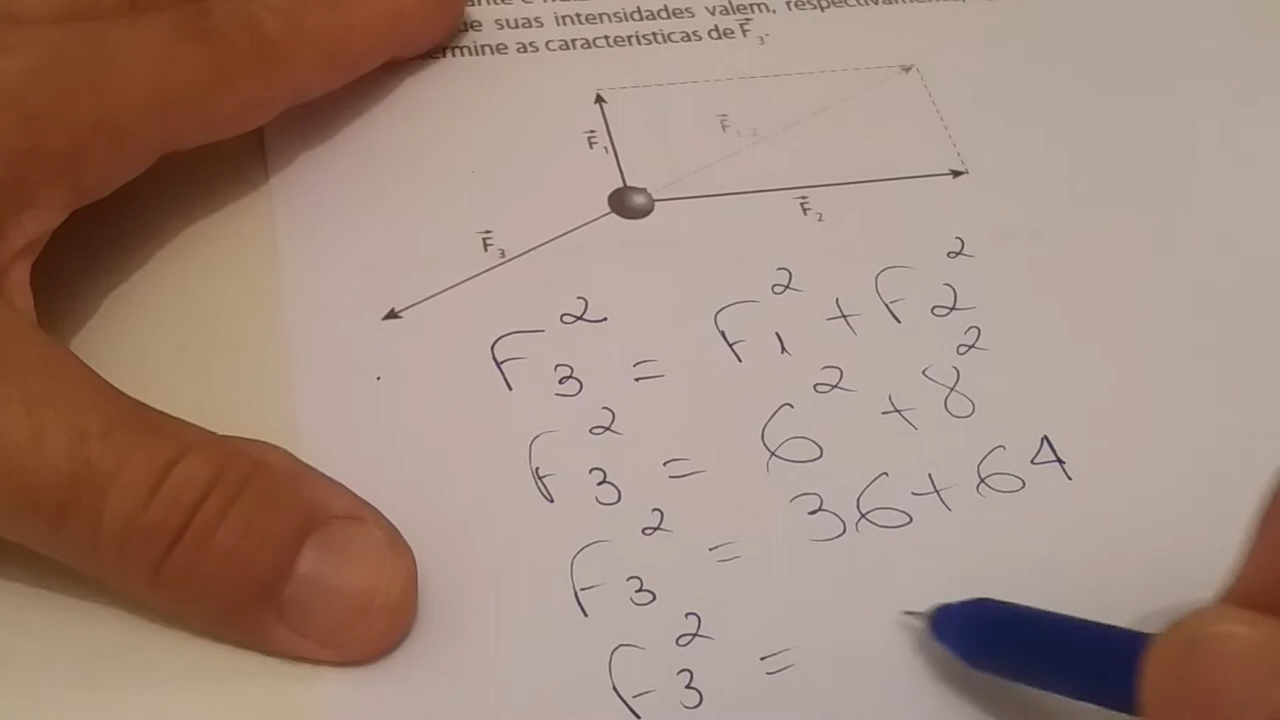 e suas intensidades valem, respectivamente,
ermine as características de F⃗₃.
F⃗₁
F⃗₁,₂
F⃗₂
F⃗₃
F₃² = F₁² + F₂²
F₃² = 6² + 8²
F₃² = 36 + 64
F₃² =